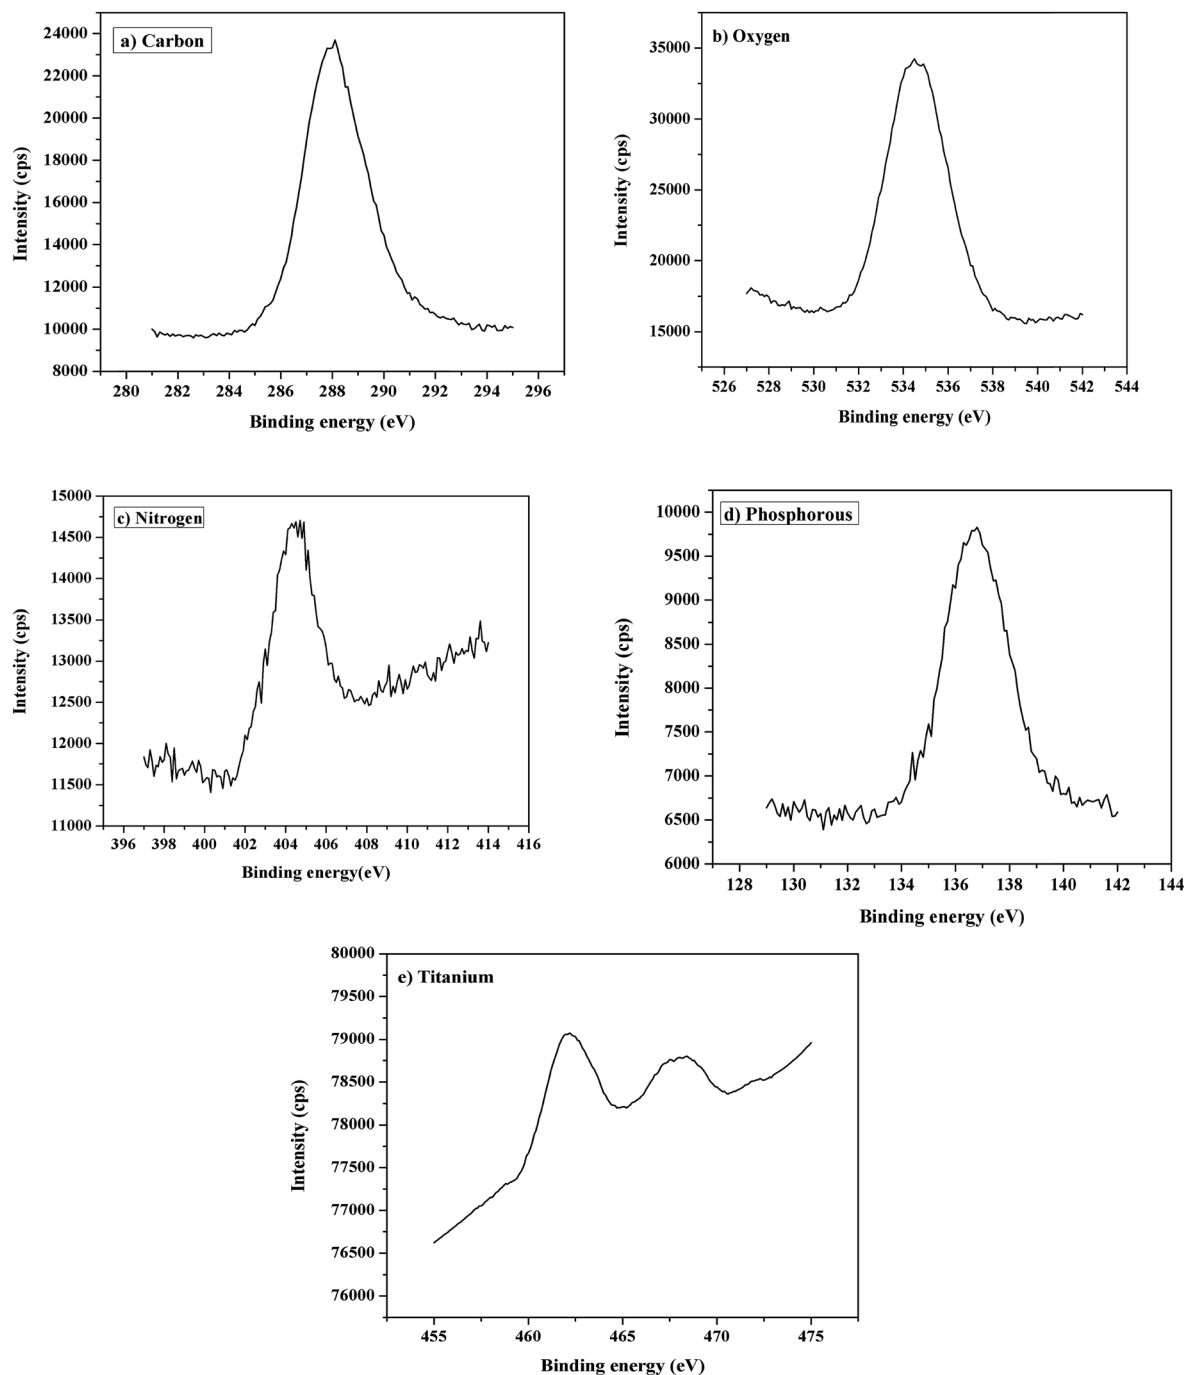 a) Carbon
24000
22000
20000
18000
16000
14000
12000
10000
8000
280 282 284 286 288 290 292 294 296
Intensity (cps)
Binding energy (eV)
b) Oxygen
35000
30000
25000
20000
15000
526 528 530 532 534 536 538 540 542 544
Intensity (cps)
Binding energy (eV)
c) Nitrogen
15000
14500
14000
13500
13000
12500
12000
11500
11000
396 398 400 402 404 406 408 410 412 414 416
Intensity (cps)
Binding energy(eV)
d) Phosphorous
10000
9500
9000
8500
8000
7500
7000
6500
6000
128 130 132 134 136 138 140 142 144
Intensity (cps)
Binding energy (eV)
e) Titanium
80000
79500
79000
78500
78000
77500
77000
76500
76000
455 460 465 470 475
Intensity (cps)
Binding energy (eV)